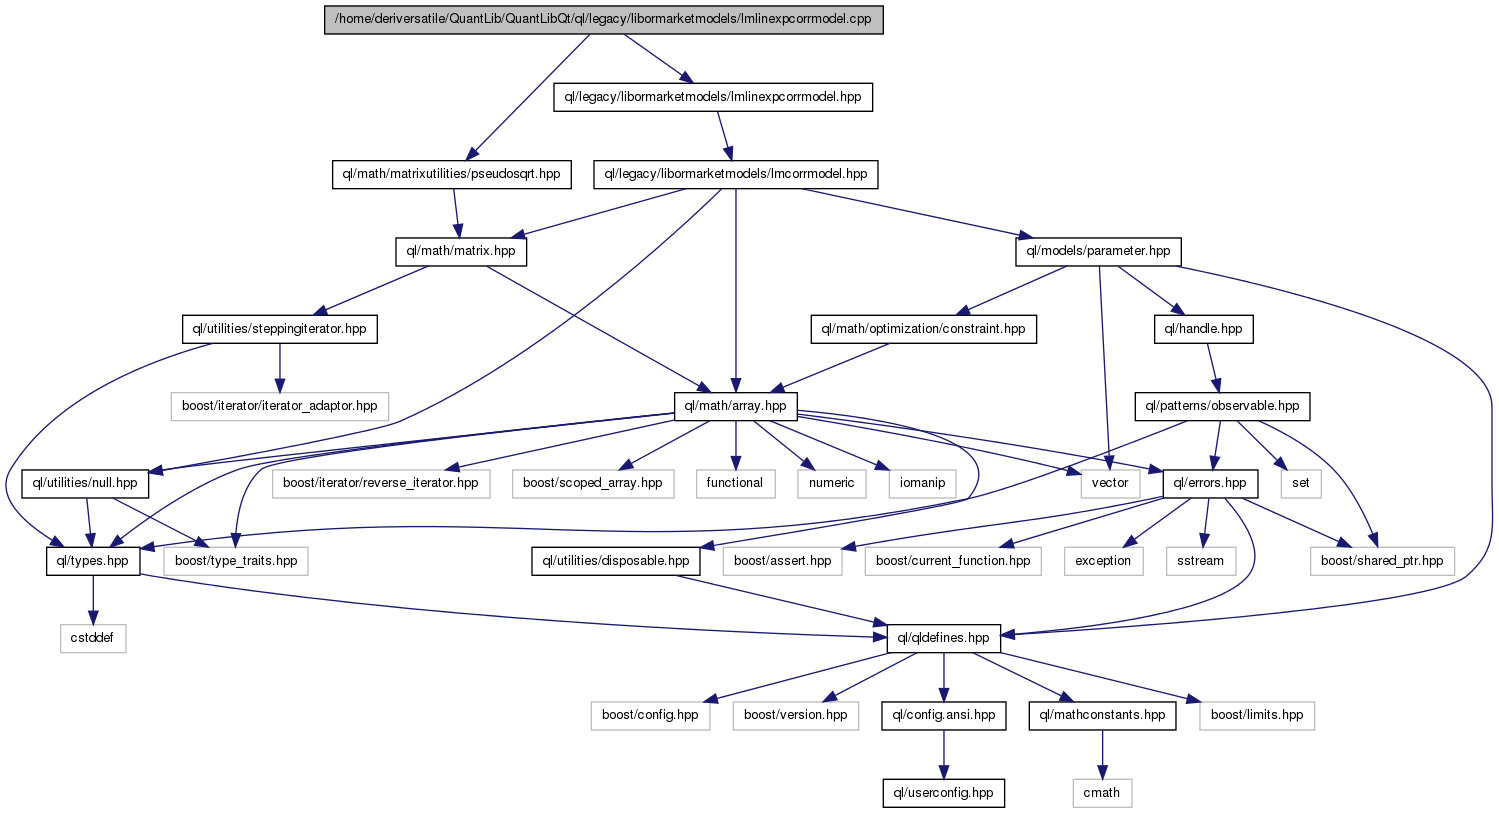 /home/deriversatile/QuantLib/QuantLibQt/ql/legacy/libormarketmodels/lmlinexpcorrmodel.cpp
ql/legacy/libormarketmodels/lmlinexpcorrmodel.hpp
ql/math/matrixutilities/pseudosqrt.hpp
ql/legacy/libormarketmodels/lmcorrmodel.hpp
ql/math/matrix.hpp
ql/models/parameter.hpp
ql/utilities/steppingiterator.hpp
ql/math/optimization/constraint.hpp
ql/handle.hpp
boost/iterator/iterator_adaptor.hpp
ql/math/array.hpp
ql/patterns/observable.hpp
ql/utilities/null.hpp
boost/iterator/reverse_iterator.hpp
boost/scoped_array.hpp
functional
numeric
iomanip
vector
ql/errors.hpp
set
ql/types.hpp
boost/type_traits.hpp
ql/utilities/disposable.hpp
boost/assert.hpp
boost/current_function.hpp
exception
sstream
boost/shared_ptr.hpp
cstddef
ql/qldefines.hpp
boost/config.hpp
boost/version.hpp
ql/config.ansi.hpp
ql/mathconstants.hpp
boost/limits.hpp
ql/userconfig.hpp
cmath